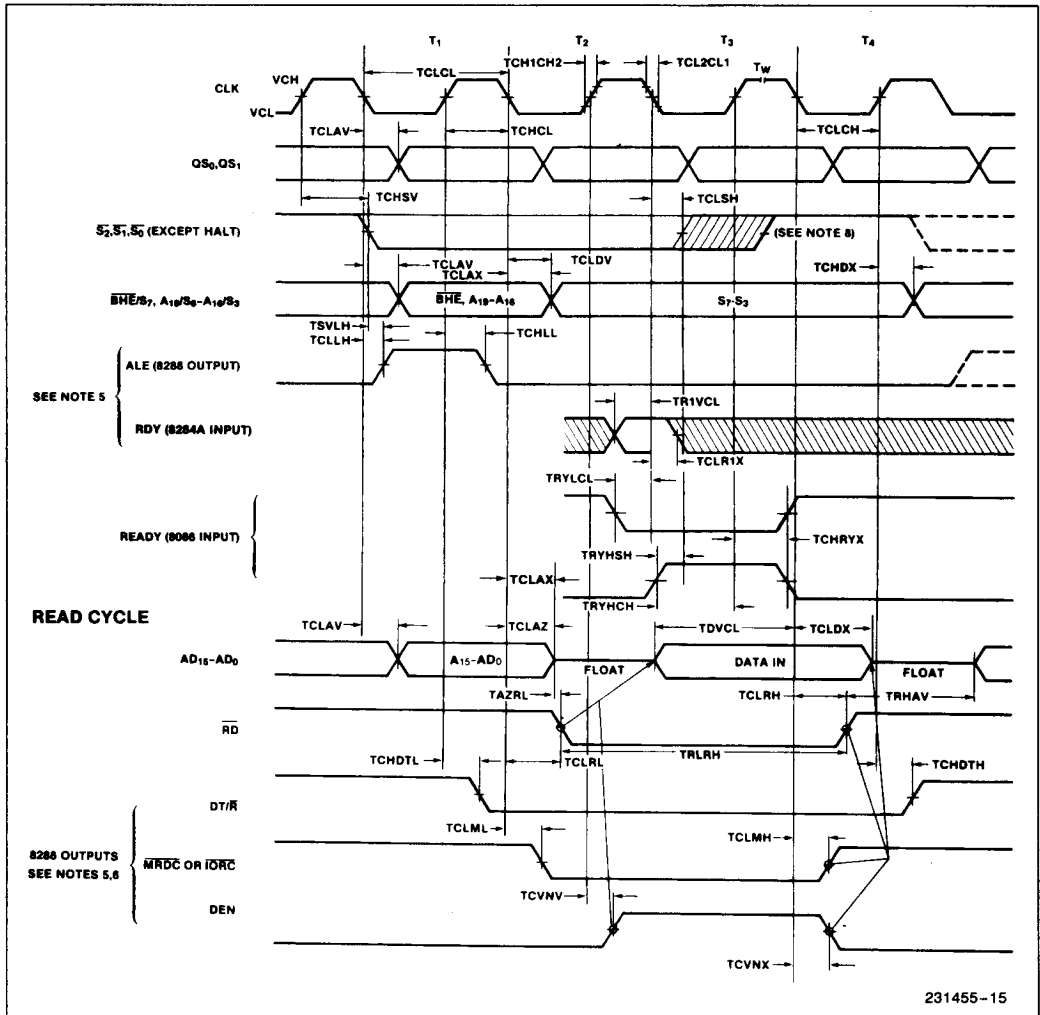 T1 T2 T3 T4
TCLCL TCH1CH2 TCL2CL1 TW
VCH
CLK
VCL
TCLAV TCHCL TCLCH
QS0,QS1
TCHSV TCLSH
S2,S1,S0 (EXCEPT HALT) (SEE NOTE 8)
TCLAV TCLDV TCHDX
TCLAX
BHE/S7, A19/S6-A16/S3 BHE, A19-A16 S7-S3
TSVLH TCHLL
TCLLH
ALE (8288 OUTPUT)
SEE NOTE 5
TR1VCL
RDY (8284A INPUT)
TCLR1X
TRYLCL
READY (8086 INPUT)
TCHRYX
TRYHSH
TCLAX
TRYHCH
READ CYCLE
TCLAV TCLAZ TDVCL TCLDX
AD15-AD0 A15-AD0 FLOAT DATA IN FLOAT
TAZRL TCLRH TRHAV
RD
TRLRH
TCHDTL TCLRL TCHDTH
DT/R
TCLML TCLMH
8288 OUTPUTS
SEE NOTES 5,6
MRDC OR IORC
TCVNV
DEN
TCVNX
231455-15